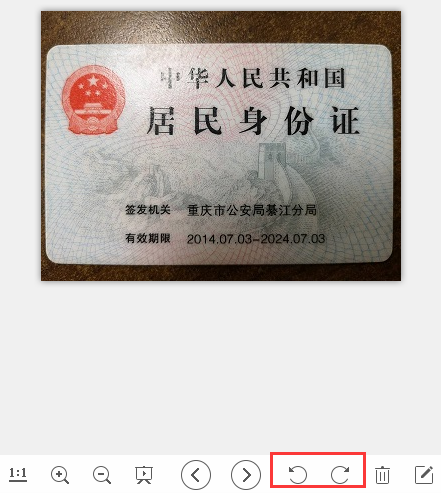 中华人民共和国
居民身份证
签发机关 重庆市公安局綦江分局
有效期限 2014.07.03-2024.07.03
1:1